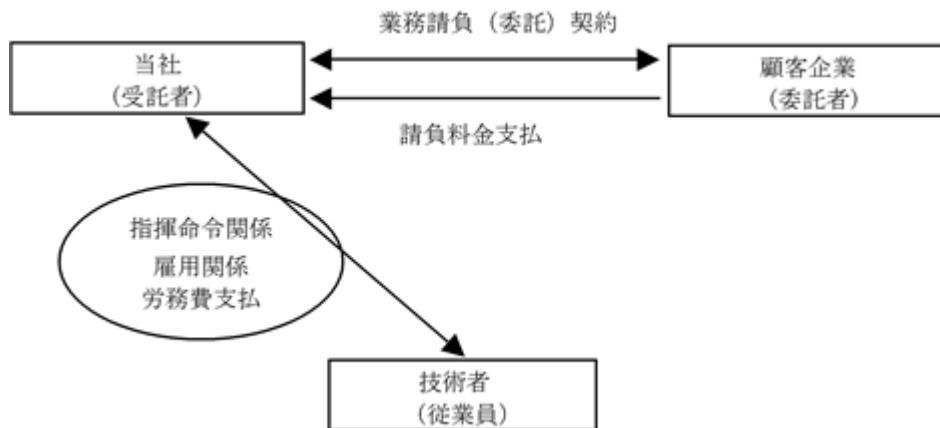 業務請負（委託）契約
当社
（受託者）
顧客企業
（委託者）
請負料金支払
指揮命令関係
雇用関係
労務費支払
技術者
（従業員）